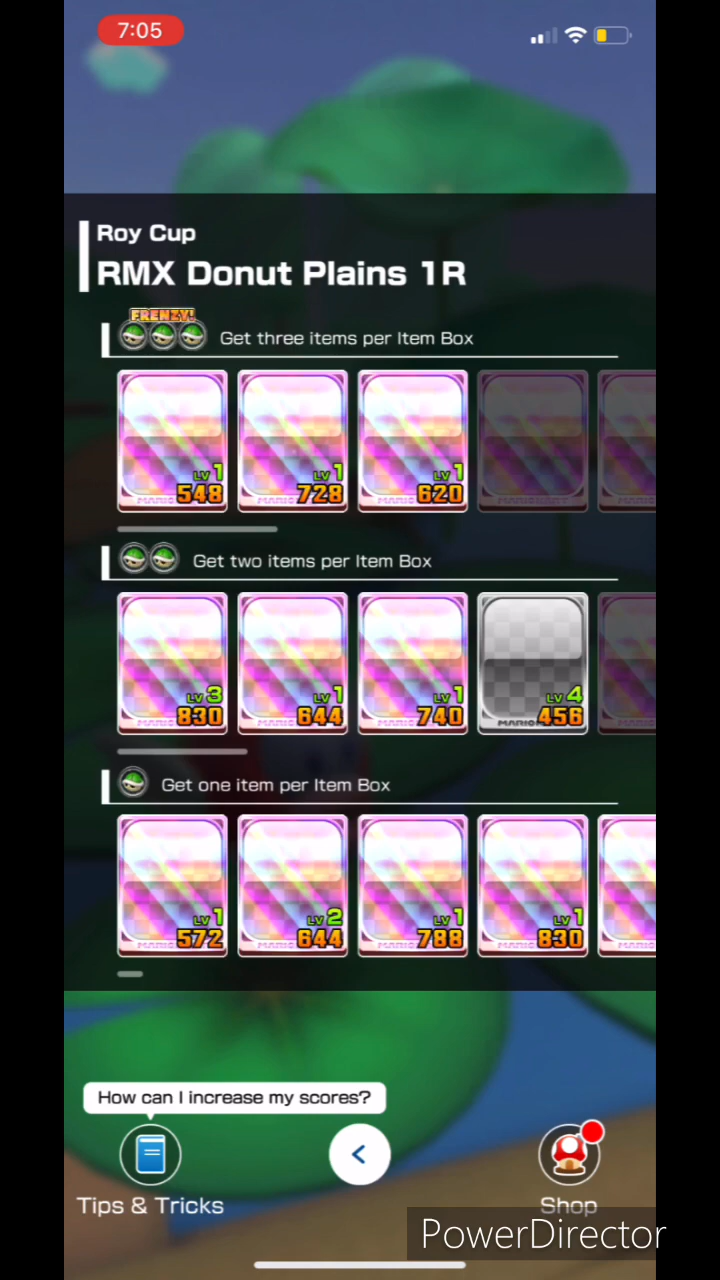 7:05
Roy Cup
RMX Donut Plains 1R
FRENZY!
Get three items per Item Box
LV 1 LV 1 LV 1
548 728 620
Get two items per Item Box
LV 3 LV 1 LV 1 LV 4
830 644 740 456
Get one item per Item Box
LV 1 LV 2 LV 1 LV 1
572 644 788 830
How can I increase my scores?
Tips & Tricks
Shop
PowerDirector